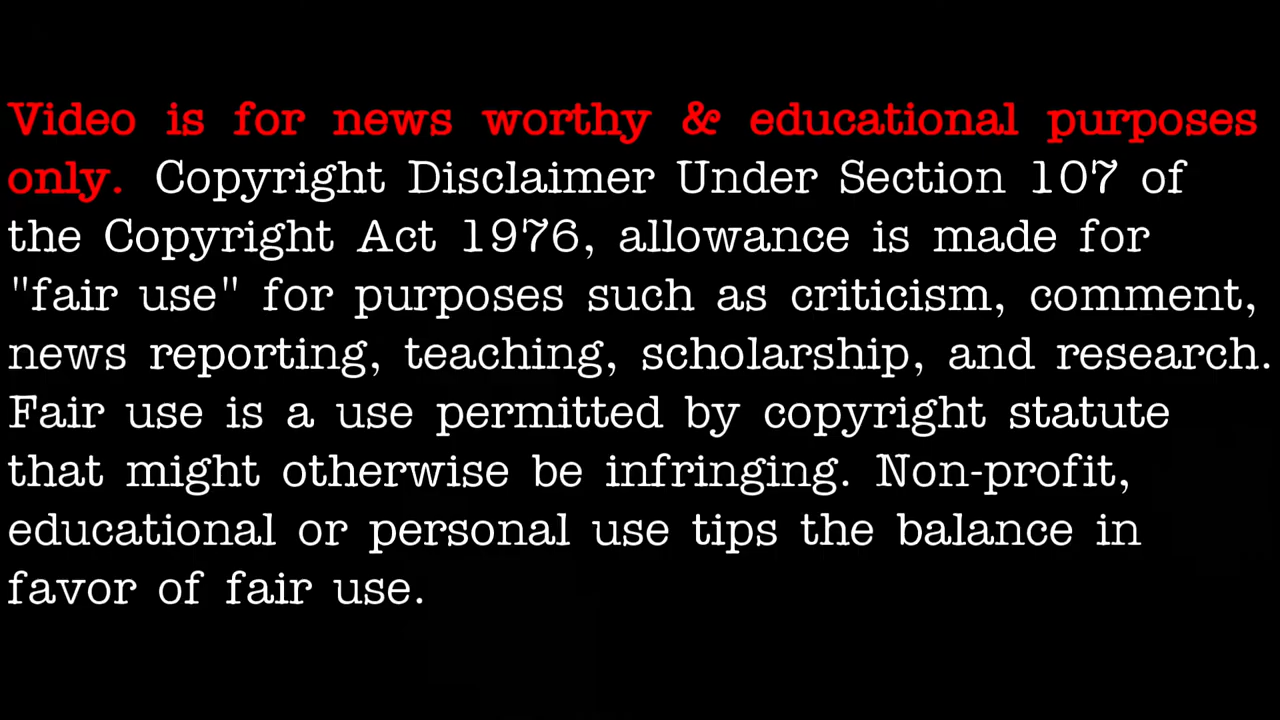 Video is for news worthy & educational purposes
only. Copyright Disclaimer Under Section 107 of
the Copyright Act 1976, allowance is made for
"fair use" for purposes such as criticism, comment,
news reporting, teaching, scholarship, and research.
Fair use is a use permitted by copyright statute
that might otherwise be infringing. Non-profit,
educational or personal use tips the balance in
favor of fair use.